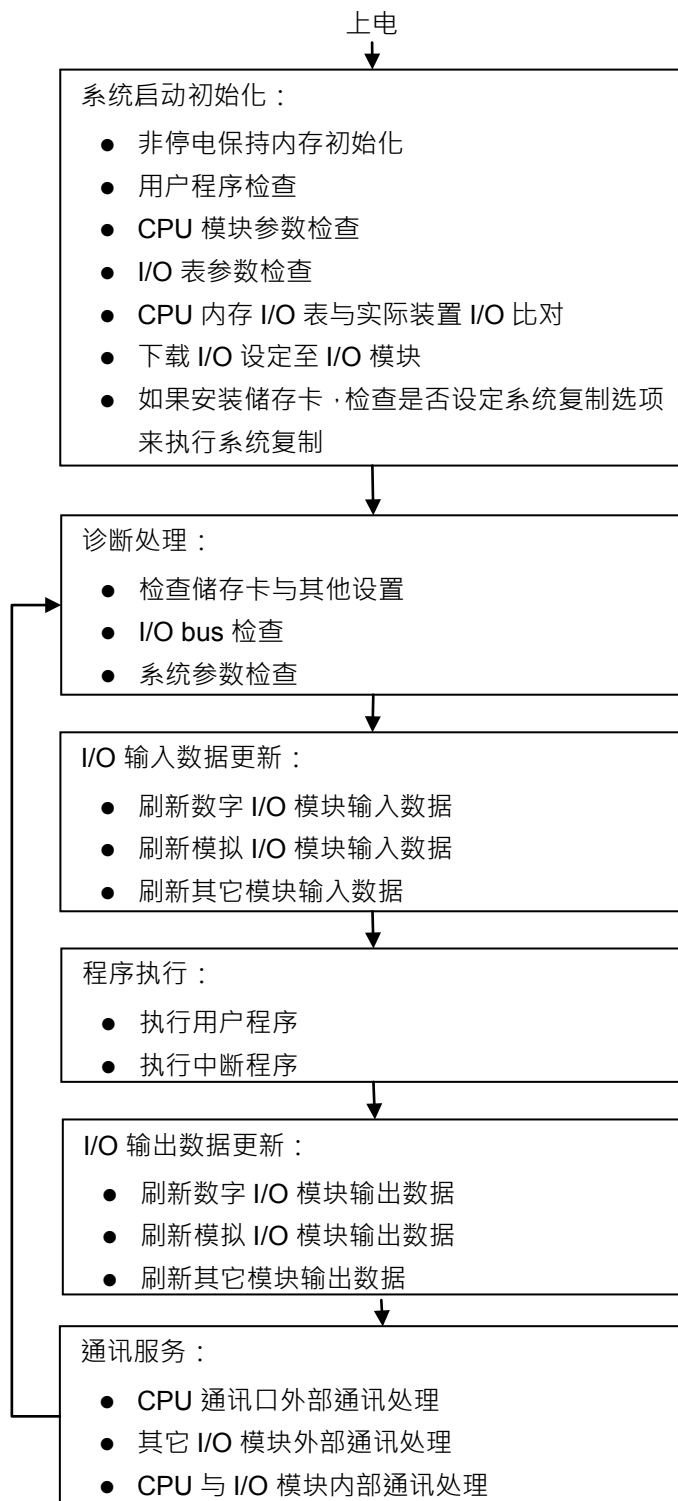 上电
系统启动初始化：
● 非停电保持内存初始化
● 用户程序检查
● CPU 模块参数检查
● I/O 表参数检查
● CPU 内存 I/O 表与实际装置 I/O 比对
● 下载 I/O 设定至 I/O 模块
● 如果安装储存卡，检查是否设定系统复制选项
来执行系统复制
诊断处理：
● 检查储存卡与其他设置
● I/O bus 检查
● 系统参数检查
I/O 输入数据更新：
● 刷新数字 I/O 模块输入数据
● 刷新模拟 I/O 模块输入数据
● 刷新其它模块输入数据
程序执行：
● 执行用户程序
● 执行中断程序
I/O 输出数据更新：
● 刷新数字 I/O 模块输出数据
● 刷新模拟 I/O 模块输出数据
● 刷新其它模块输出数据
通讯服务：
● CPU 通讯口外部通讯处理
● 其它 I/O 模块外部通讯处理
● CPU 与 I/O 模块内部通讯处理